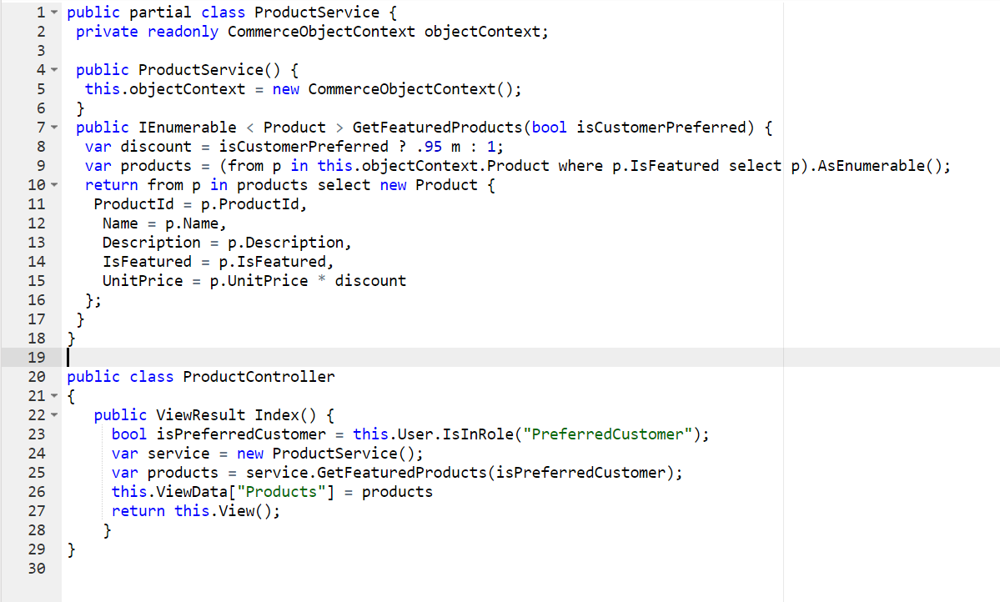 1 public partial class ProductService {
2  private readonly CommerceObjectContext objectContext;
3
4  public ProductService() {
5   this.objectContext = new CommerceObjectContext();
6  }
7  public IEnumerable < Product > GetFeaturedProducts(bool isCustomerPreferred) {
8   var discount = isCustomerPreferred ? .95 m : 1;
9   var products = (from p in this.objectContext.Product where p.IsFeatured select p).AsEnumerable();
10   return from p in products select new Product {
11    ProductId = p.ProductId,
12     Name = p.Name,
13     Description = p.Description,
14     IsFeatured = p.IsFeatured,
15     UnitPrice = p.UnitPrice * discount
16   };
17  }
18 }
19
20 public class ProductController
21 {
22    public ViewResult Index() {
23      bool isPreferredCustomer = this.User.IsInRole("PreferredCustomer");
24      var service = new ProductService();
25      var products = service.GetFeaturedProducts(isPreferredCustomer);
26      this.ViewData["Products"] = products
27      return this.View();
28     }
29 }
30